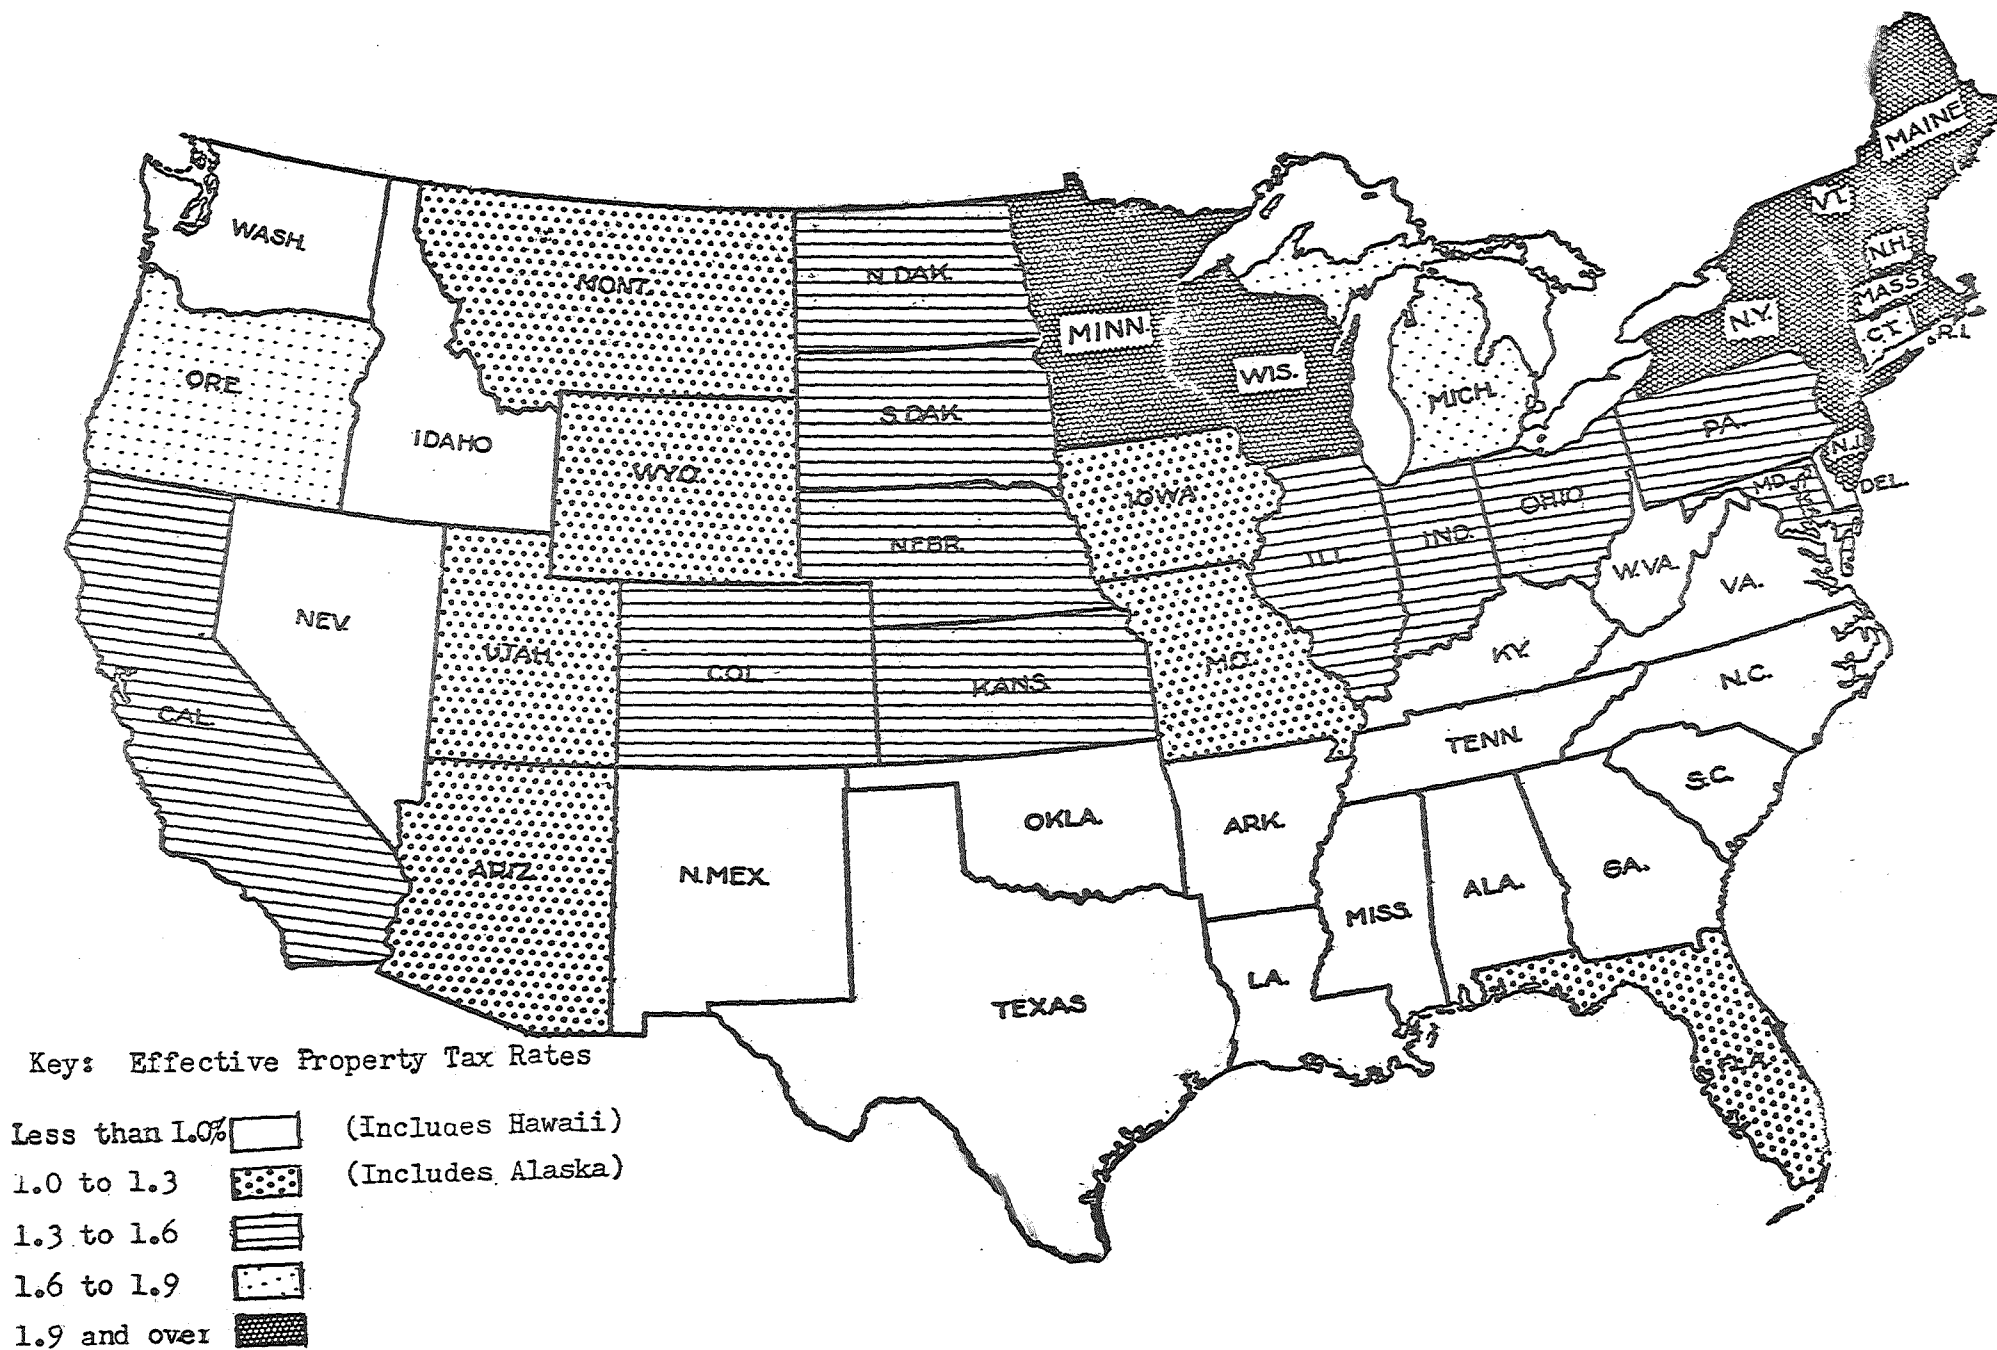 MAINE
VT.
WASH.
N.H.
MONT.
N.DAK.
MASS.
MINN.
N.Y.
C.T.
R.I.
ORE.
WIS.
S.DAK.
MICH.
IDAHO
PA.
N.J.
WYO.
IOWA
OHIO
MD.
DEL.
NEBR.
ILL.
IND.
W.VA.
VA.
NEV.
UTAH
COL.
KANS.
MO.
KY.
N.C.
CAL.
TENN.
S.C.
OKLA.
ARK.
ARIZ.
N.MEX.
MISS.
ALA.
GA.
LA.
TEXAS
FLA.
Key: Effective Property Tax Rates
Less than 1.0% (Includes Hawaii)
1.0 to 1.3 (Includes Alaska)
1.3 to 1.6
1.6 to 1.9
1.9 and over